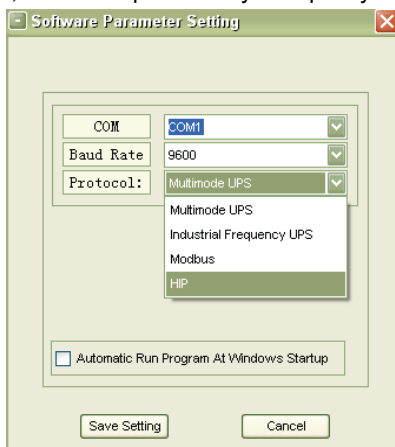 Software Parameter Setting
COM COM1
Baud Rate 9600
Protocol: Multimode UPS
Multimode UPS
Industrial Frequency UPS
Modbus
HIP
Automatic Run Program At Windows Startup
Save Setting Cancel